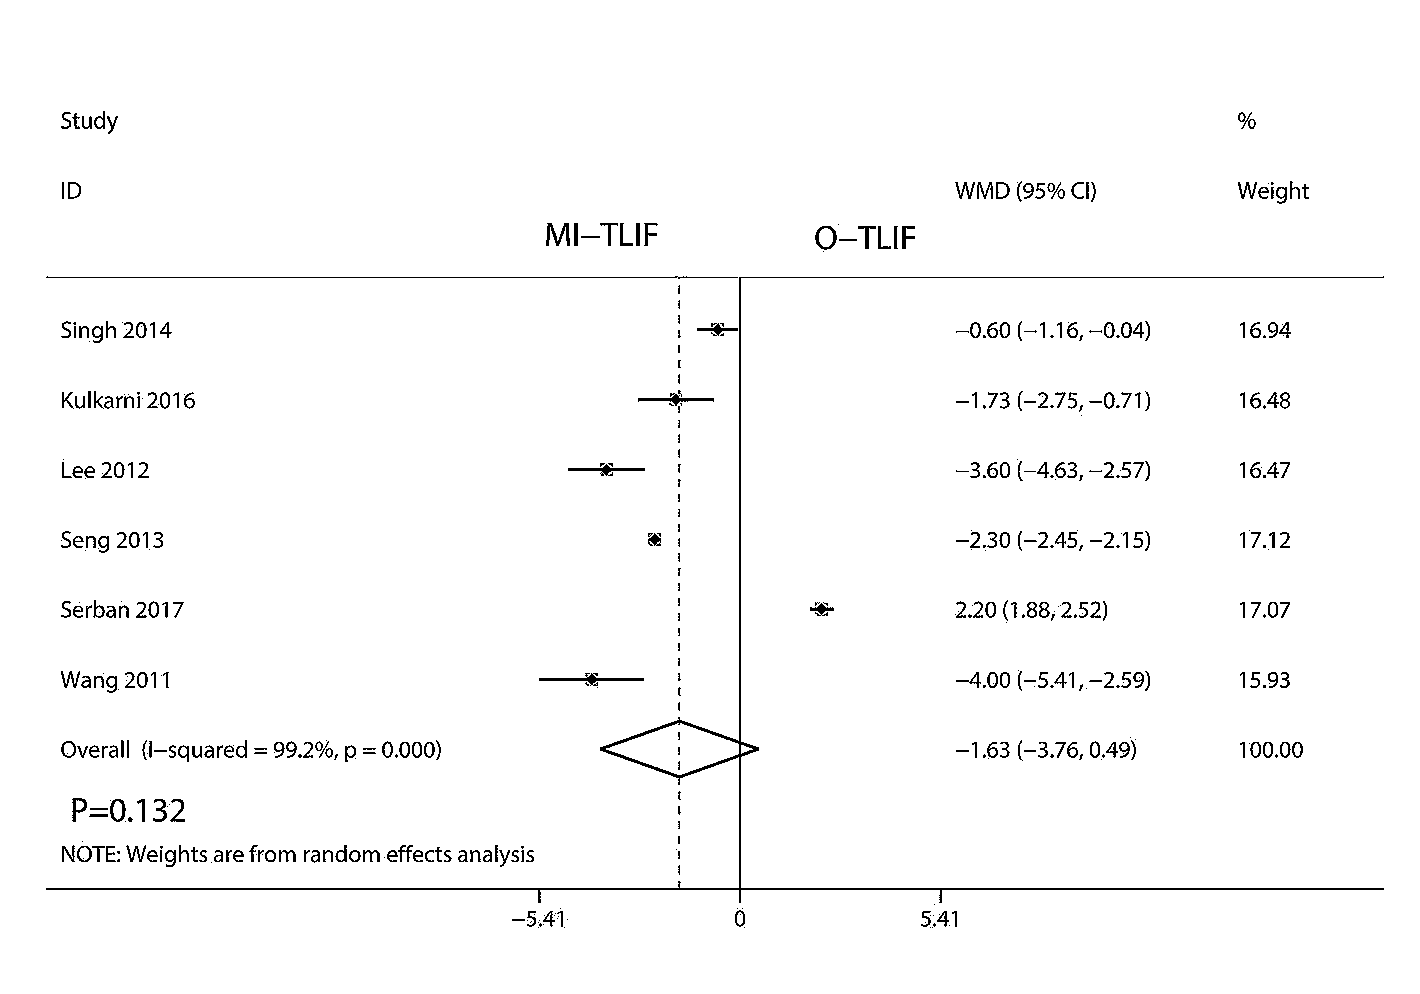 Study %
ID WMD (95% CI) Weight
MI−TLIF O−TLIF
Singh 2014 −0.60 (−1.16, −0.04) 16.94
Kulkarni 2016 −1.73 (−2.75, −0.71) 16.48
Lee 2012 −3.60 (−4.63, −2.57) 16.47
Seng 2013 −2.30 (−2.45, −2.15) 17.12
Serban 2017 2.20 (1.88, 2.52) 17.07
Wang 2011 −4.00 (−5.41, −2.59) 15.93
Overall (I−squared = 99.2%, p = 0.000) −1.63 (−3.76, 0.49) 100.00
P=0.132
NOTE: Weights are from random effects analysis
−5.41 0 5.41